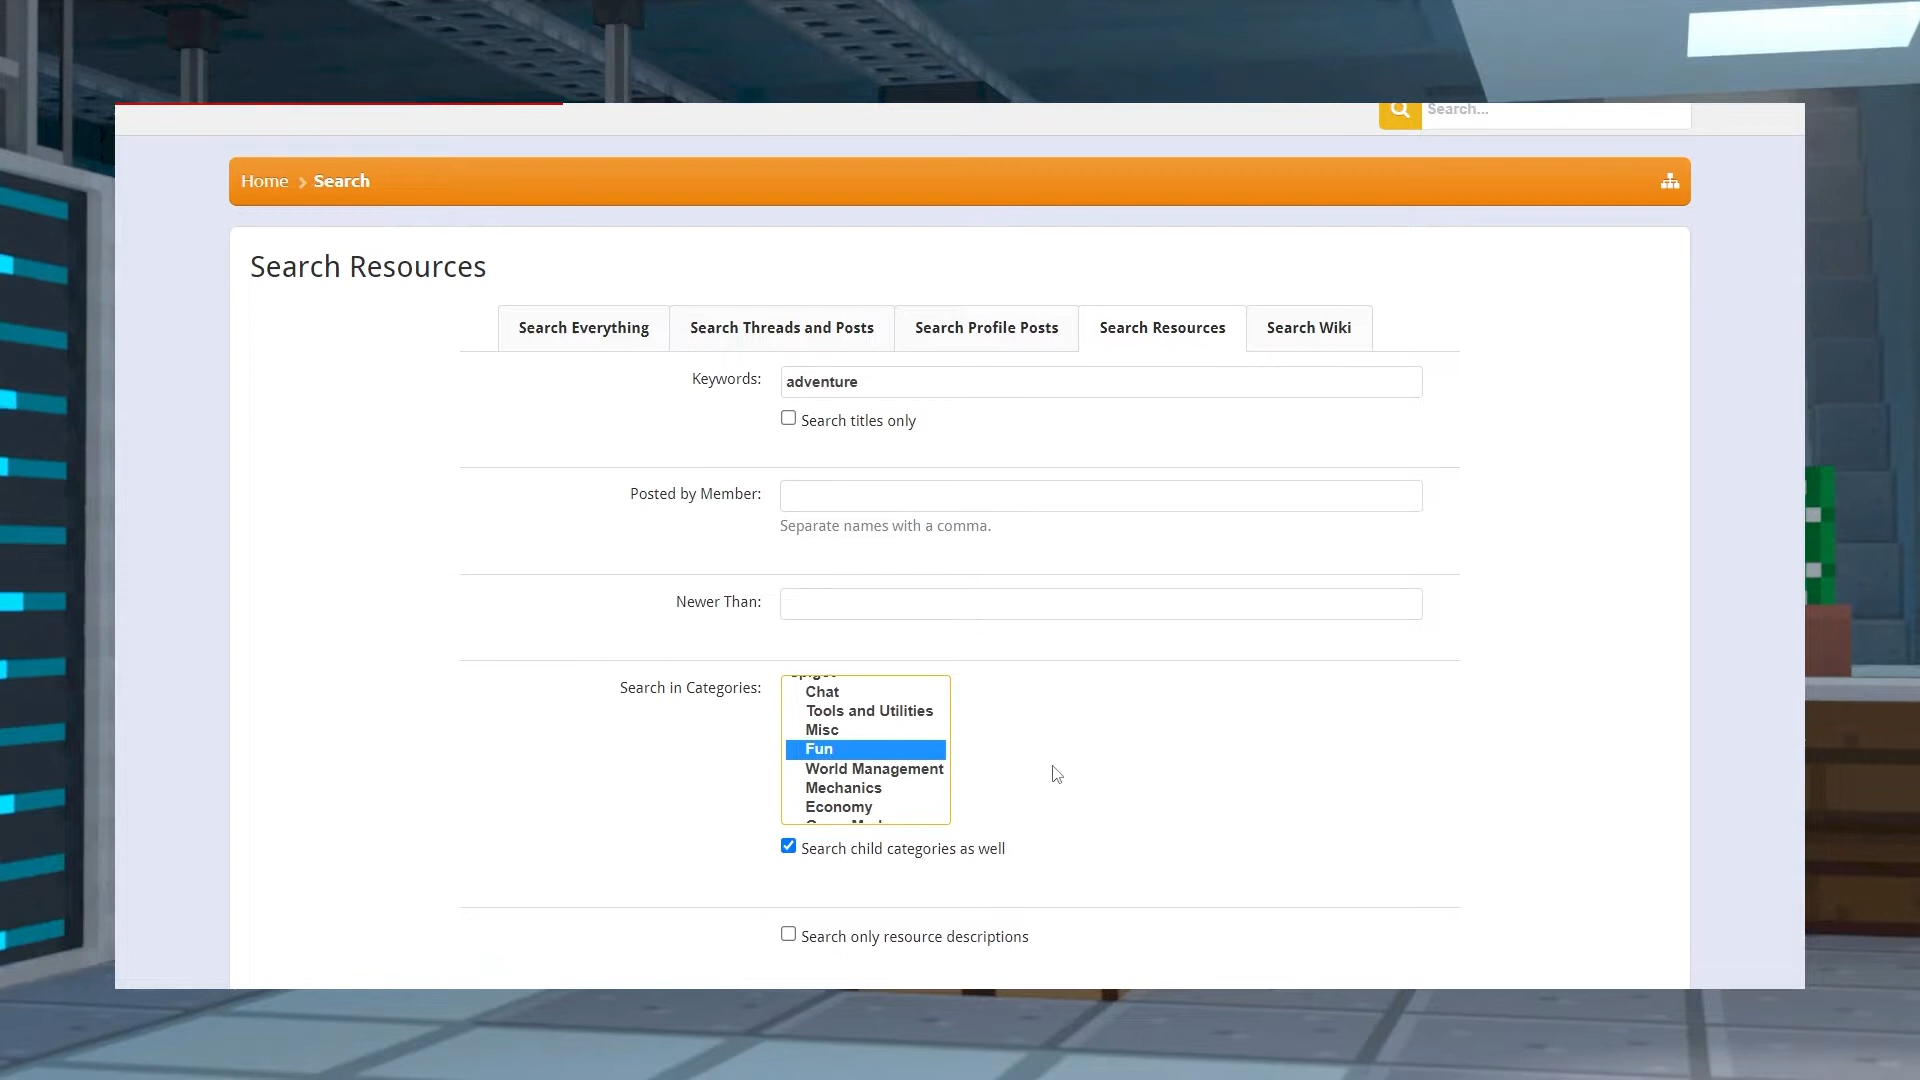 Search...
Home > Search
Search Resources
Search Everything Search Threads and Posts Search Profile Posts Search Resources Search Wiki
Keywords: adventure
Search titles only
Posted by Member:
Separate names with a comma.
Newer Than:
Search in Categories:
Chat
Tools and Utilities
Misc
Fun
World Management
Mechanics
Economy
Search child categories as well
Search only resource descriptions